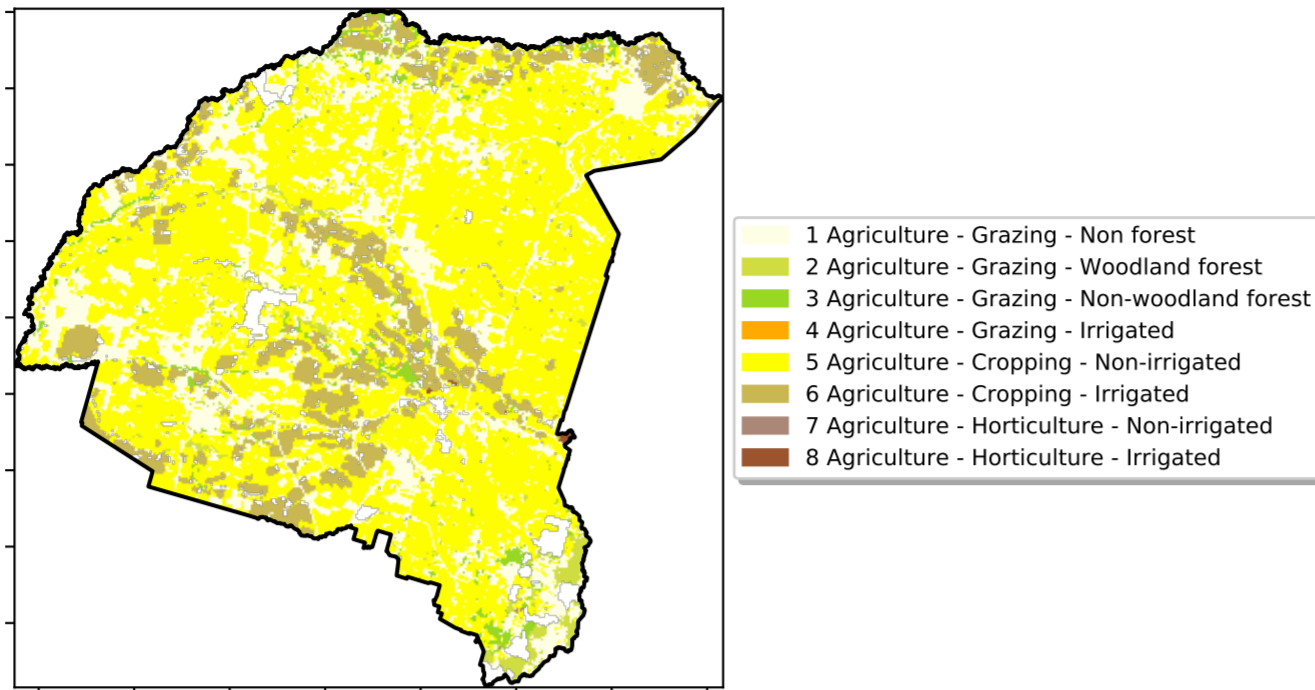 1 Agriculture - Grazing - Non forest
2 Agriculture - Grazing - Woodland forest
3 Agriculture - Grazing - Non-woodland forest
4 Agriculture - Grazing - Irrigated
5 Agriculture - Cropping - Non-irrigated
6 Agriculture - Cropping - Irrigated
7 Agriculture - Horticulture - Non-irrigated
8 Agriculture - Horticulture - Irrigated